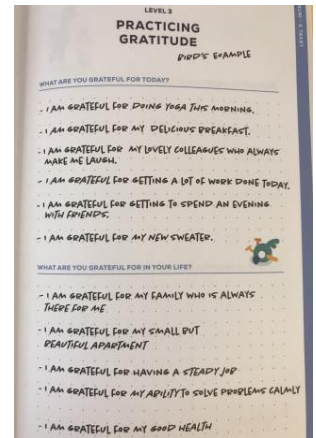 LEVEL 3
PRACTICING
GRATITUDE
BIRD'S EXAMPLE
WHAT ARE YOU GRATEFUL FOR TODAY?
- I AM GRATEFUL FOR DOING YOGA THIS MORNING.
- I AM GRATEFUL FOR MY DELICIOUS BREAKFAST.
- I AM GRATEFUL FOR MY LOVELY COLLEAGUES WHO ALWAYS
MAKE ME LAUGH.
- I AM GRATEFUL FOR GETTING A LOT OF WORK DONE TODAY.
- I AM GRATEFUL FOR GETTING TO SPEND AN EVENING
WITH FRIENDS.
- I AM GRATEFUL FOR MY NEW SWEATER.
WHAT ARE YOU GRATEFUL FOR IN YOUR LIFE?
- I AM GRATEFUL FOR MY FAMILY WHO IS ALWAYS
THERE FOR ME
- I AM GRATEFUL FOR MY SMALL BUT
BEAUTIFUL APARTMENT
- I AM GRATEFUL FOR HAVING A STEADY JOB
- I AM GRATEFUL FOR MY ABILITY TO SOLVE PROBLEMS CALMLY
- I AM GRATEFUL FOR MY GOOD HEALTH
LEVEL 3